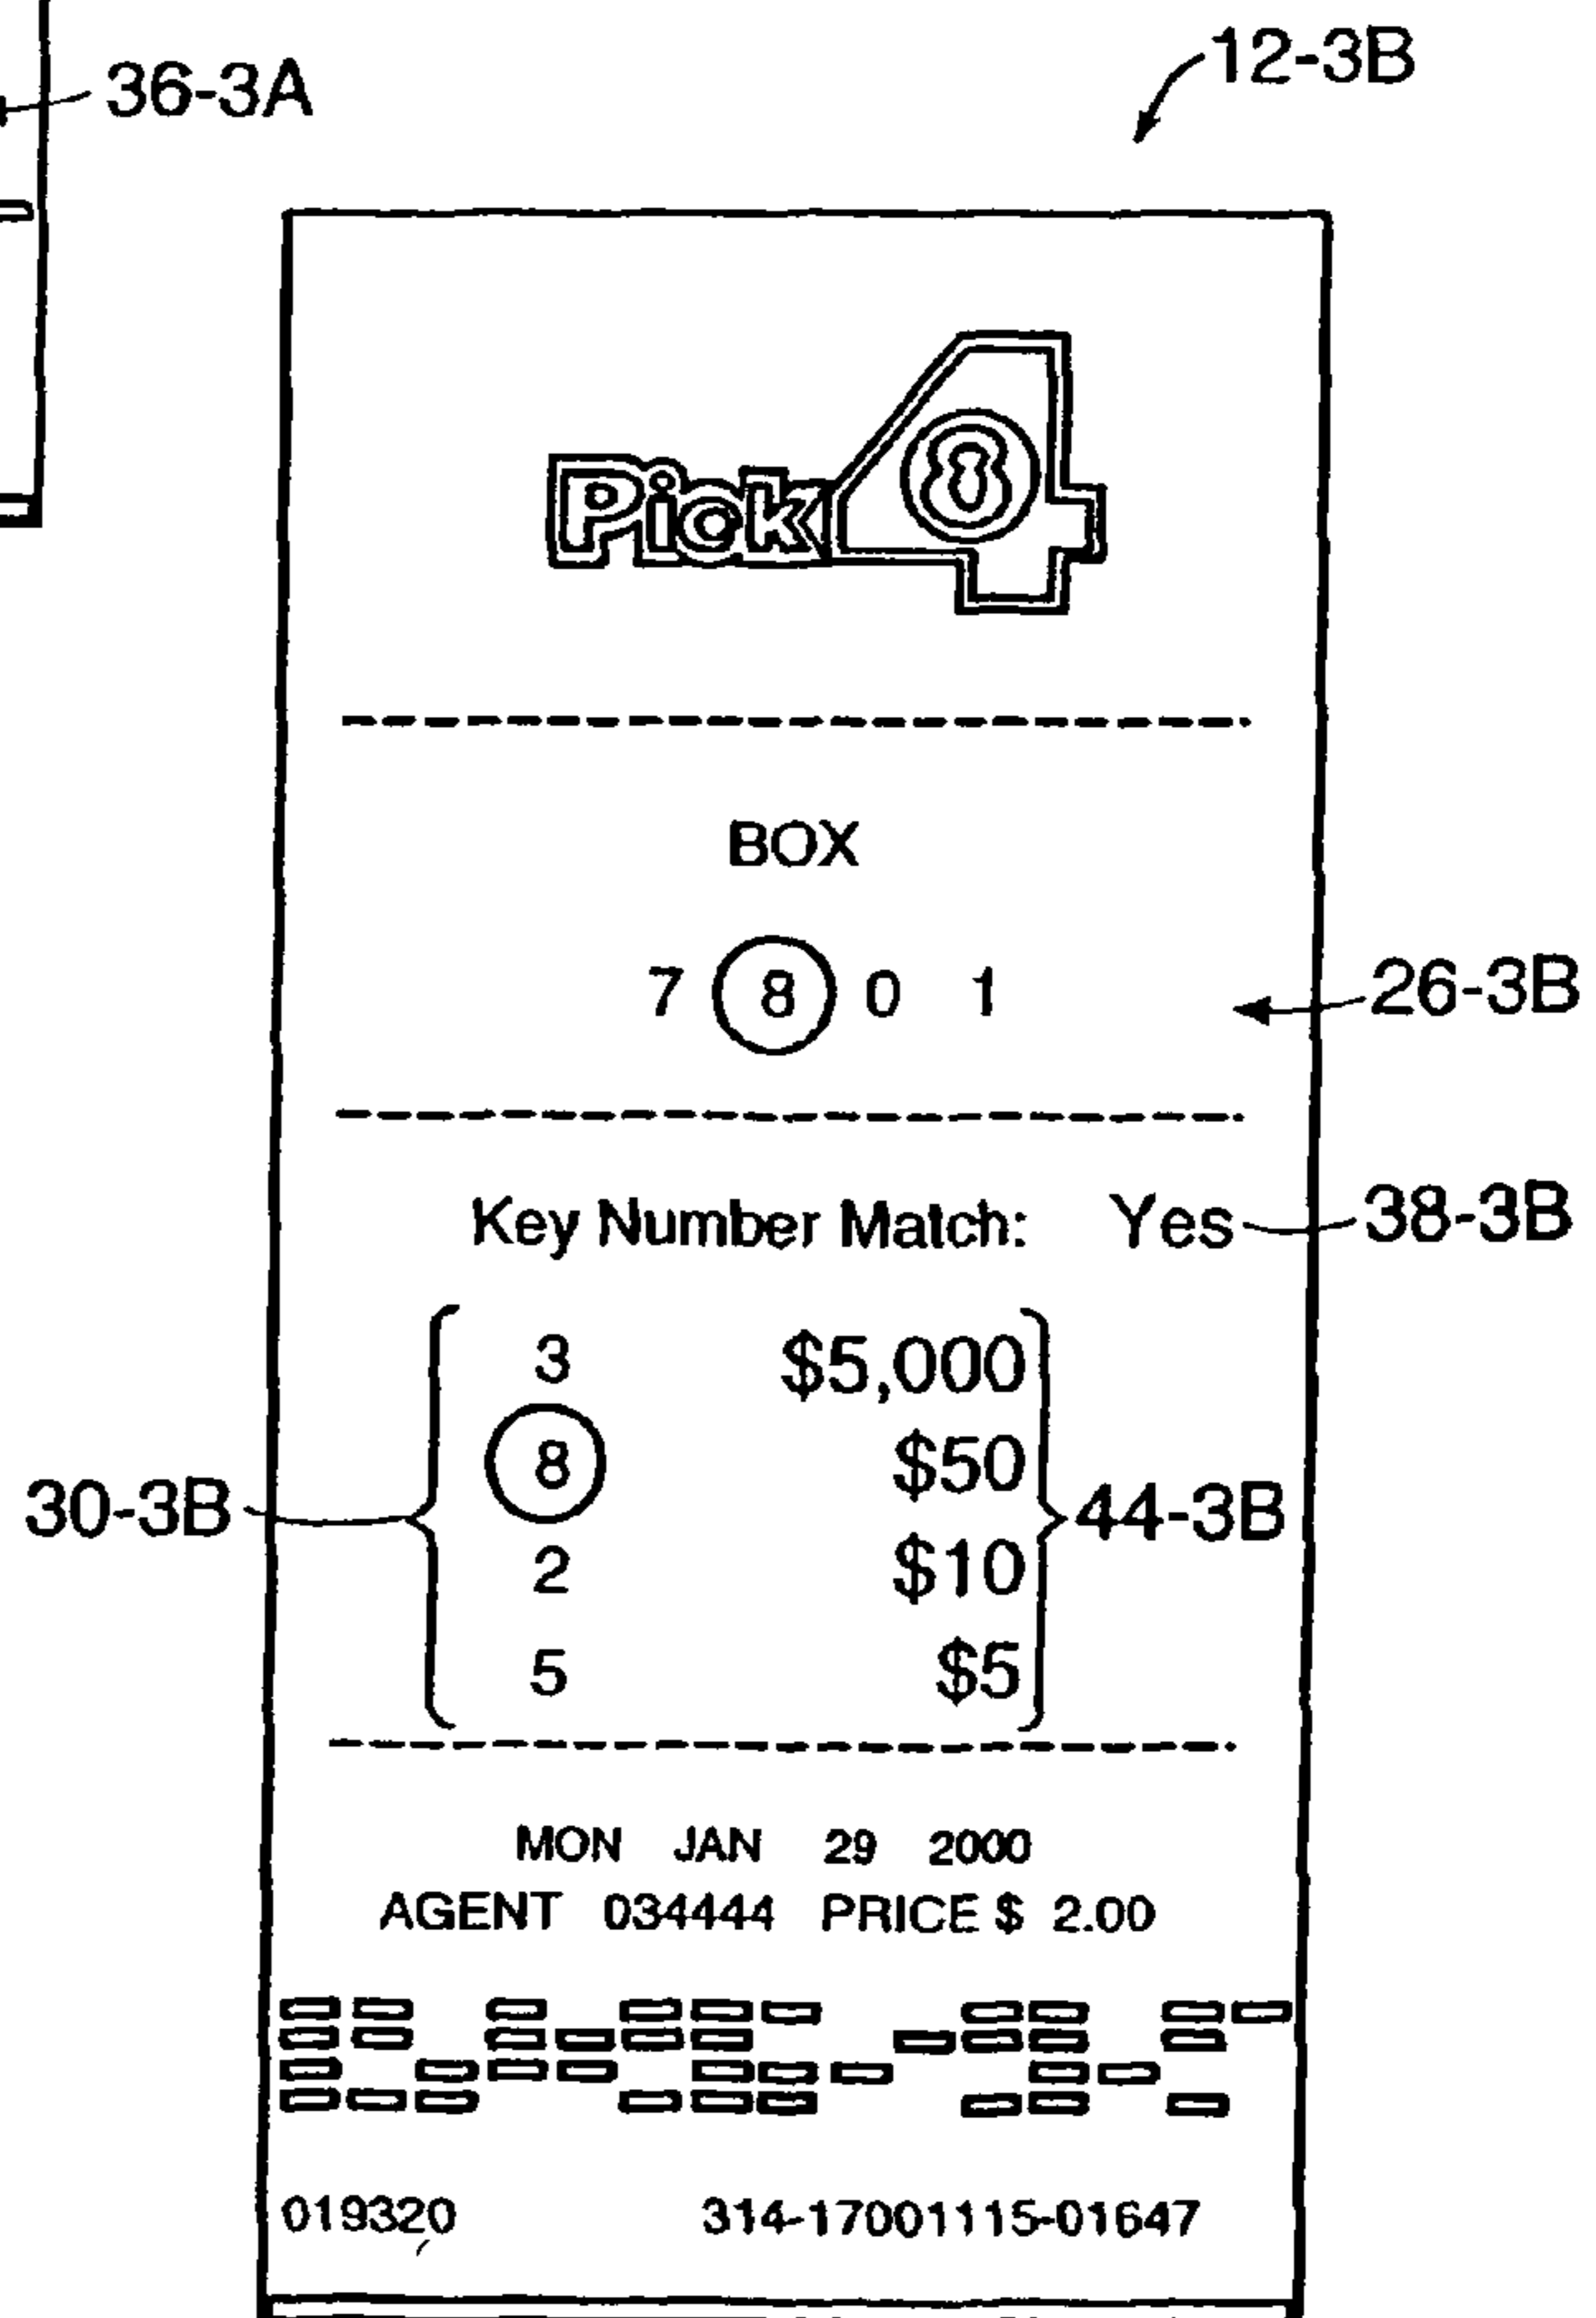 12-3B
36-3A
Pick 4
8
BOX
7 8 0 1
26-3B
Key Number Match: Yes
38-3B
3 $5,000
8 $50
30-3B
44-3B
2 $10
5 $5
MON JAN 29 2000
AGENT 034444 PRICE $ 2.00
019320 314-17001115-01647